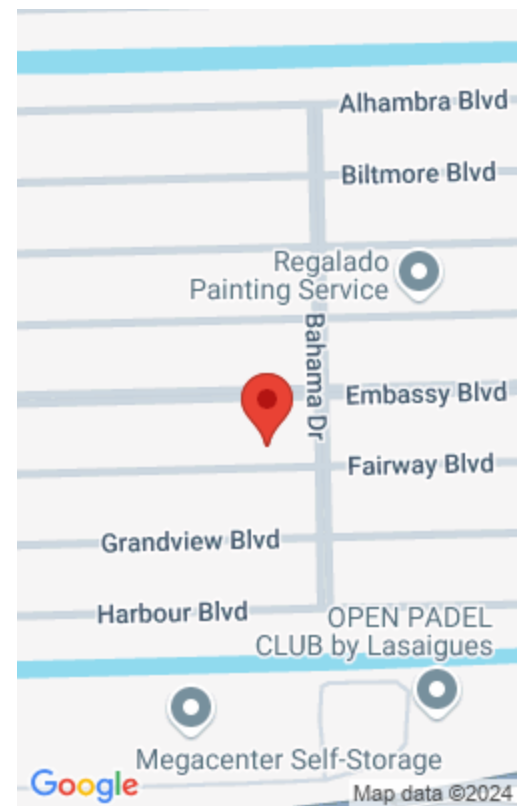 Alhambra Blvd
Biltmore Blvd
Regalado
Painting Service
Bahama Dr
Embassy Blvd
Fairway Blvd
Grandview Blvd
Harbour Blvd
OPEN PADEL
CLUB by Lasaigues
Megacenter Self-Storage
Google
Map data ©2024